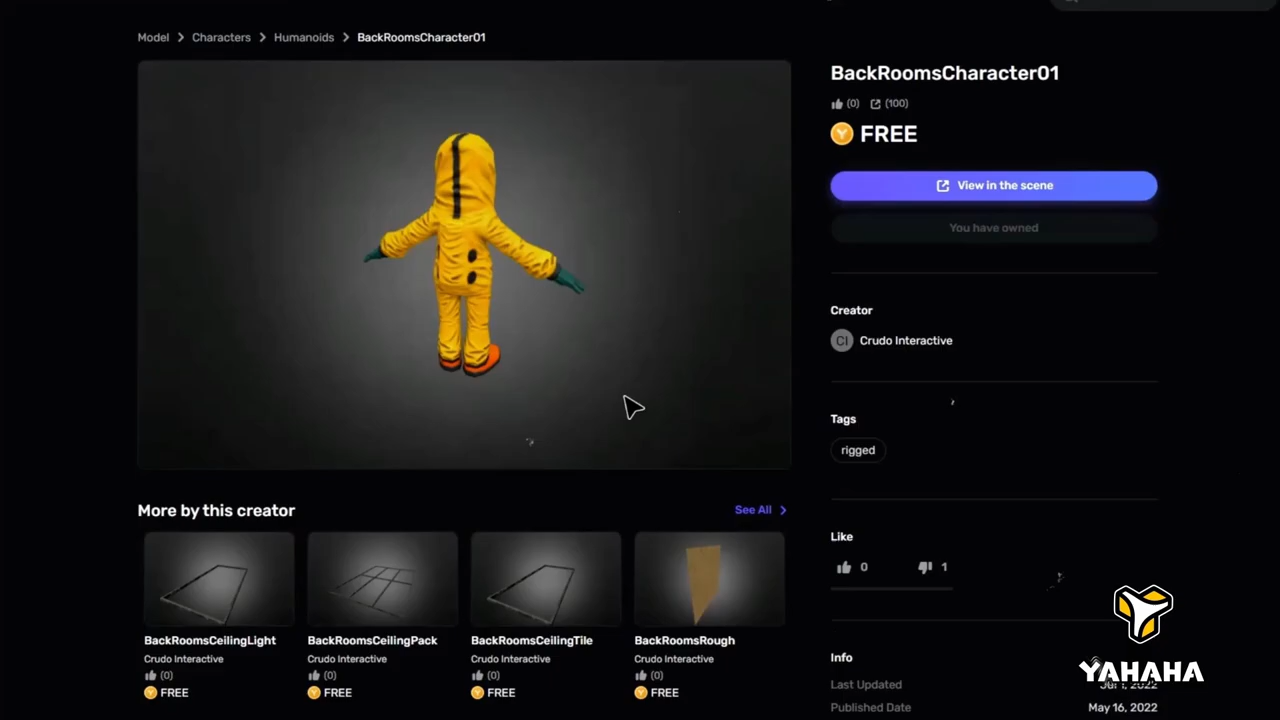 Model > Characters > Humanoids > BackRoomsCharacter01
BackRoomsCharacter01
(0) (100)
FREE
View in the scene
You have owned
Creator
CI Crudo Interactive
Tags
rigged
Like
0 1
Info
Last Updated
Published Date May 16, 2022
More by this creator See All >
BackRoomsCeilingLight
Crudo Interactive
(0)
FREE
BackRoomsCeilingPack
Crudo Interactive
(0)
FREE
BackRoomsCeilingTile
Crudo Interactive
(0)
FREE
BackRoomsRough
Crudo Interactive
(0)
FREE
YAHAHA